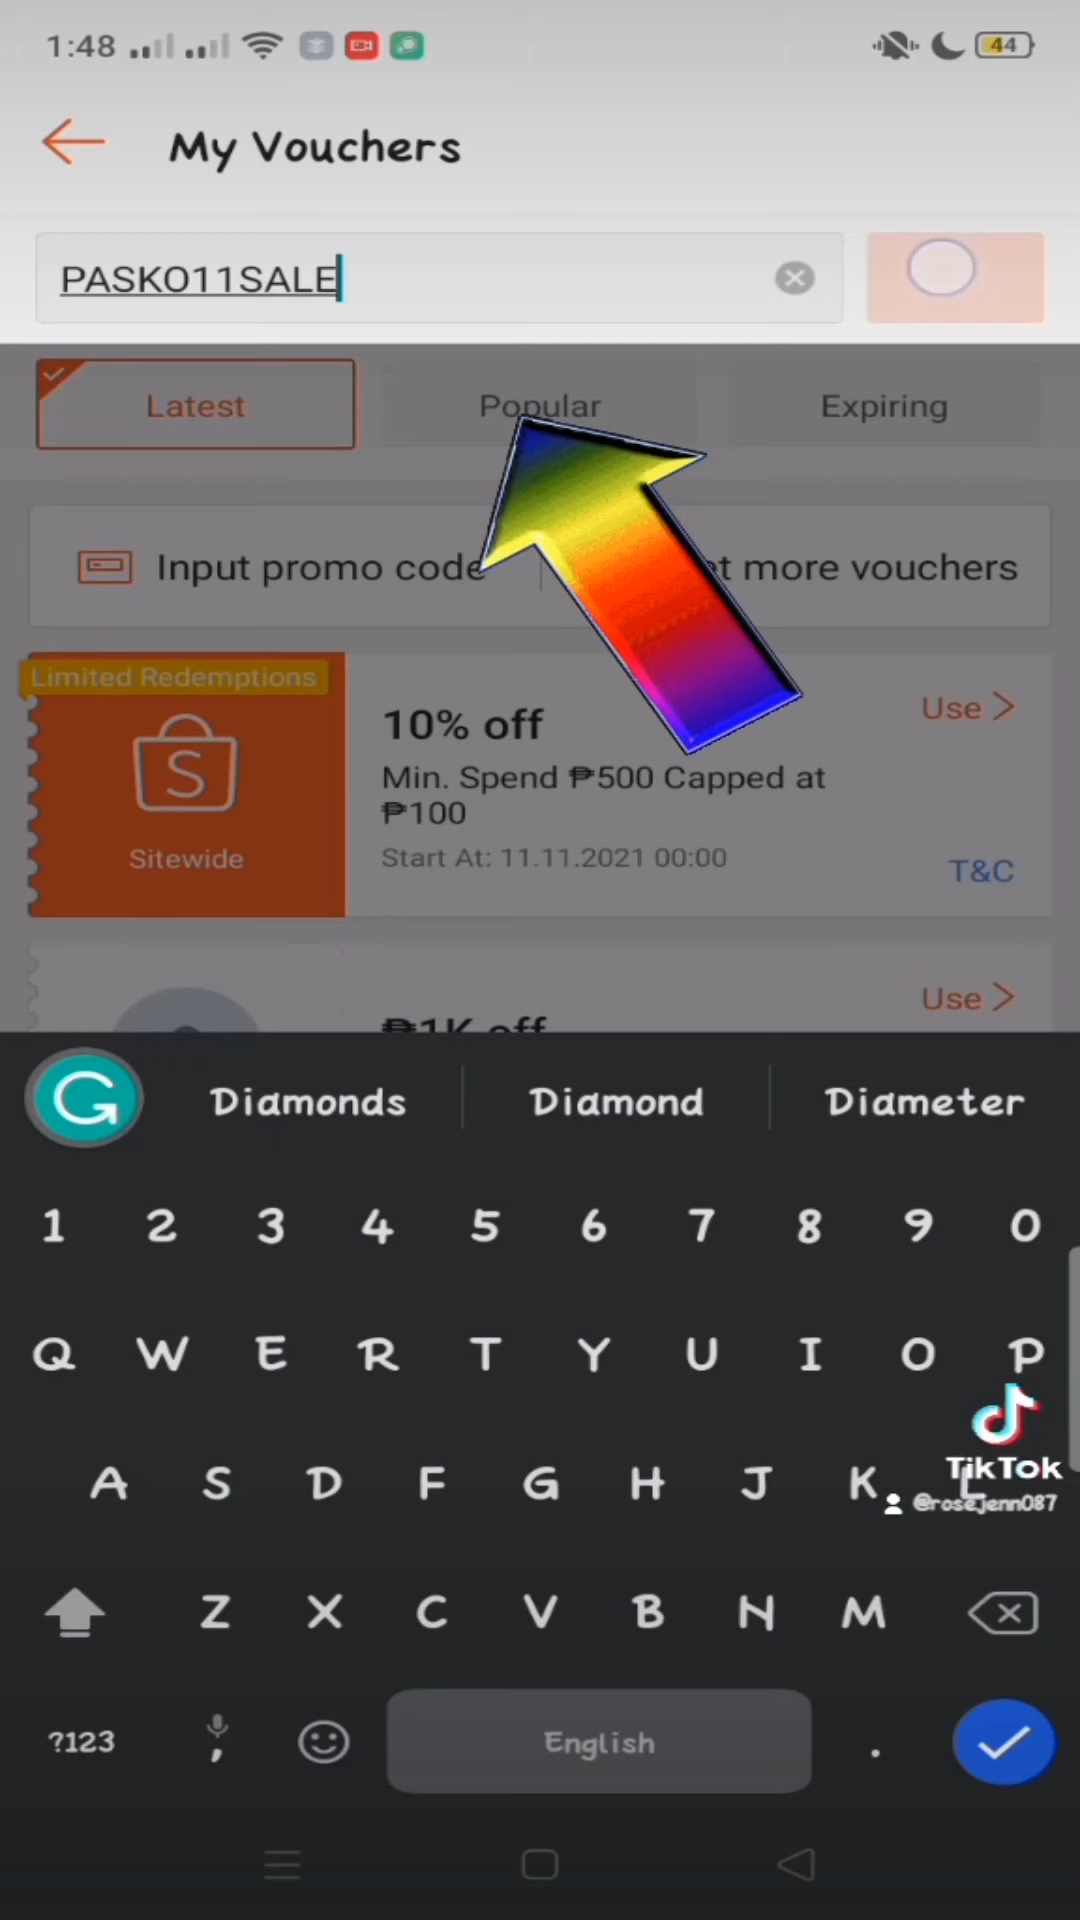 1:48
44
My Vouchers
PASKO11SALE
Latest Popular Expiring
Input promo code
more vouchers
Limited Redemptions
10% off
Use >
Min. Spend ₱500 Capped at
₱100
S
Sitewide
Start At: 11.11.2021 00:00
T&C
Use >
₱1K off
G Diamonds Diamond Diameter
1 2 3 4 5 6 7 8 9 0
Q W E R T Y U I O P
A S D F G H J K L
TikTok
@rosejenn087
Z X C V B N M
?123 , English .